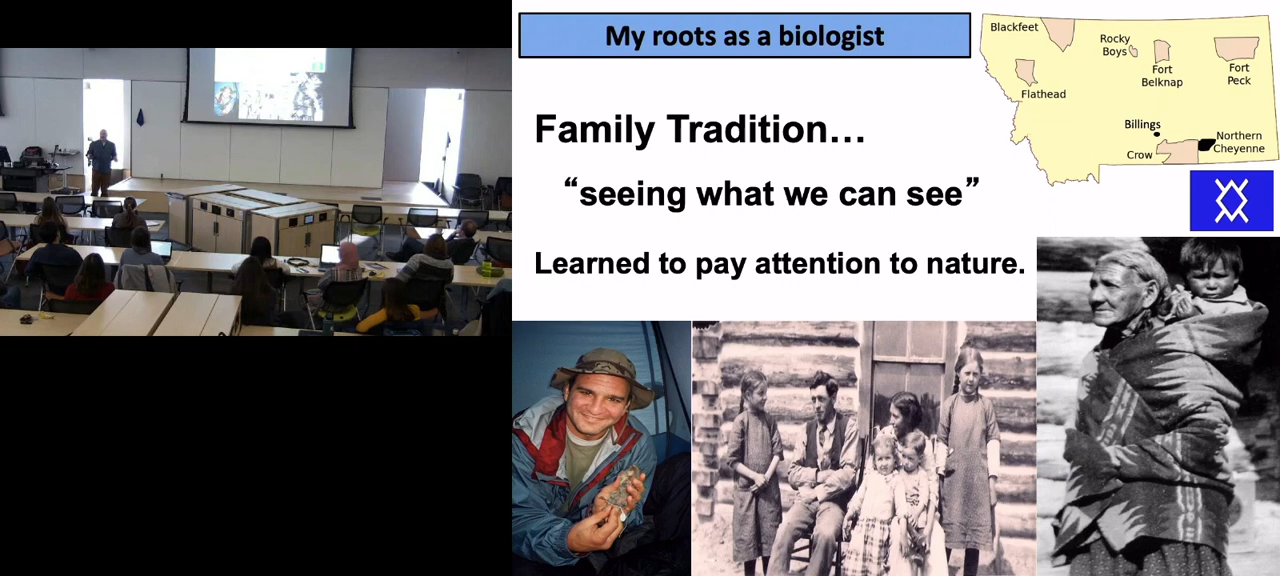 My roots as a biologist
Family Tradition…
“seeing what we can see”
Learned to pay attention to nature.
Blackfeet
Rocky
Boys
Fort
Belknap
Fort
Peck
Flathead
Billings
Northern
Cheyenne
Crow